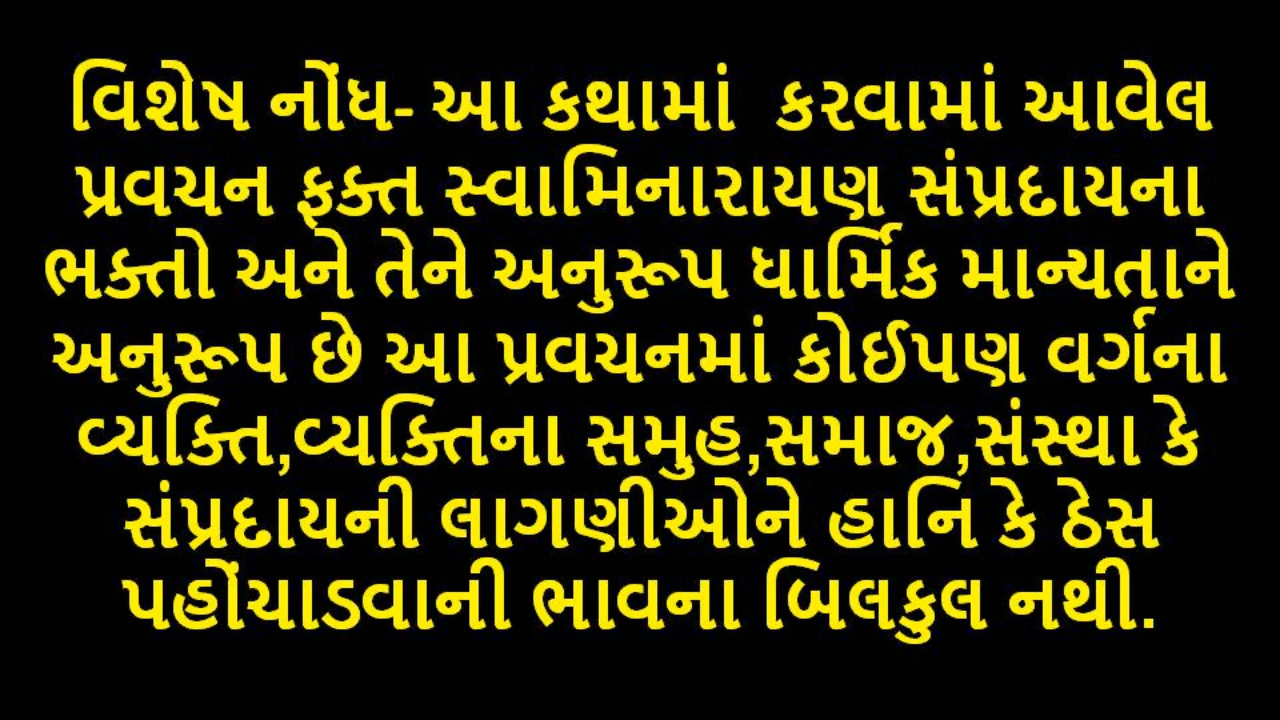 વિશેષ નોંધ- આ કથામાં કરવામાં આવેલ
પ્રવચન ફક્ત સ્વામિનારાયણ સંપ્રદાયના
ભક્તો અને તેને અનુરૂપ ધાર્મિક માન્યતાને
અનુરૂપ છે આ પ્રવચનમાં કોઈપણ વર્ગના
વ્યક્તિ,વ્યક્તિના સમુહ,સમાજ,સંસ્થા કે
સંપ્રદાયની લાગણીઓને હાનિ કે ઠેસ
પહોંચાડવાની ભાવના બિલકુલ નથી.